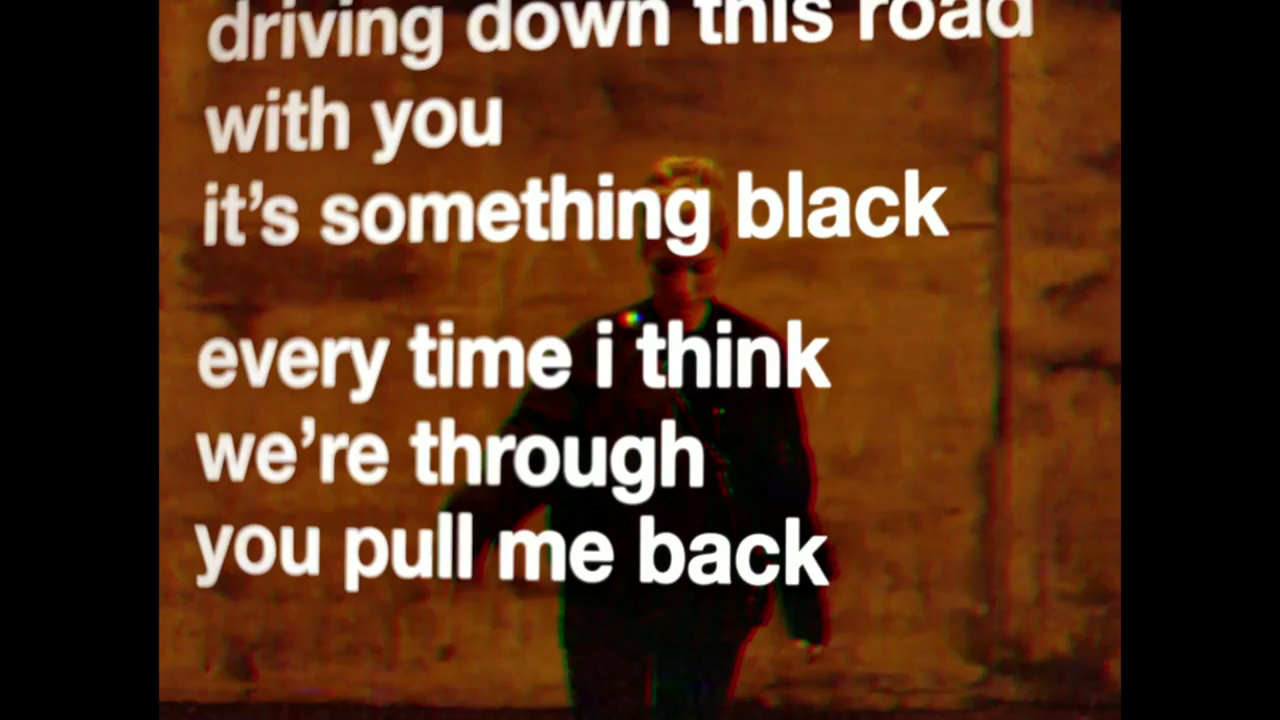 driving down this road
with you
it’s something black
every time i think
we’re through
you pull me back